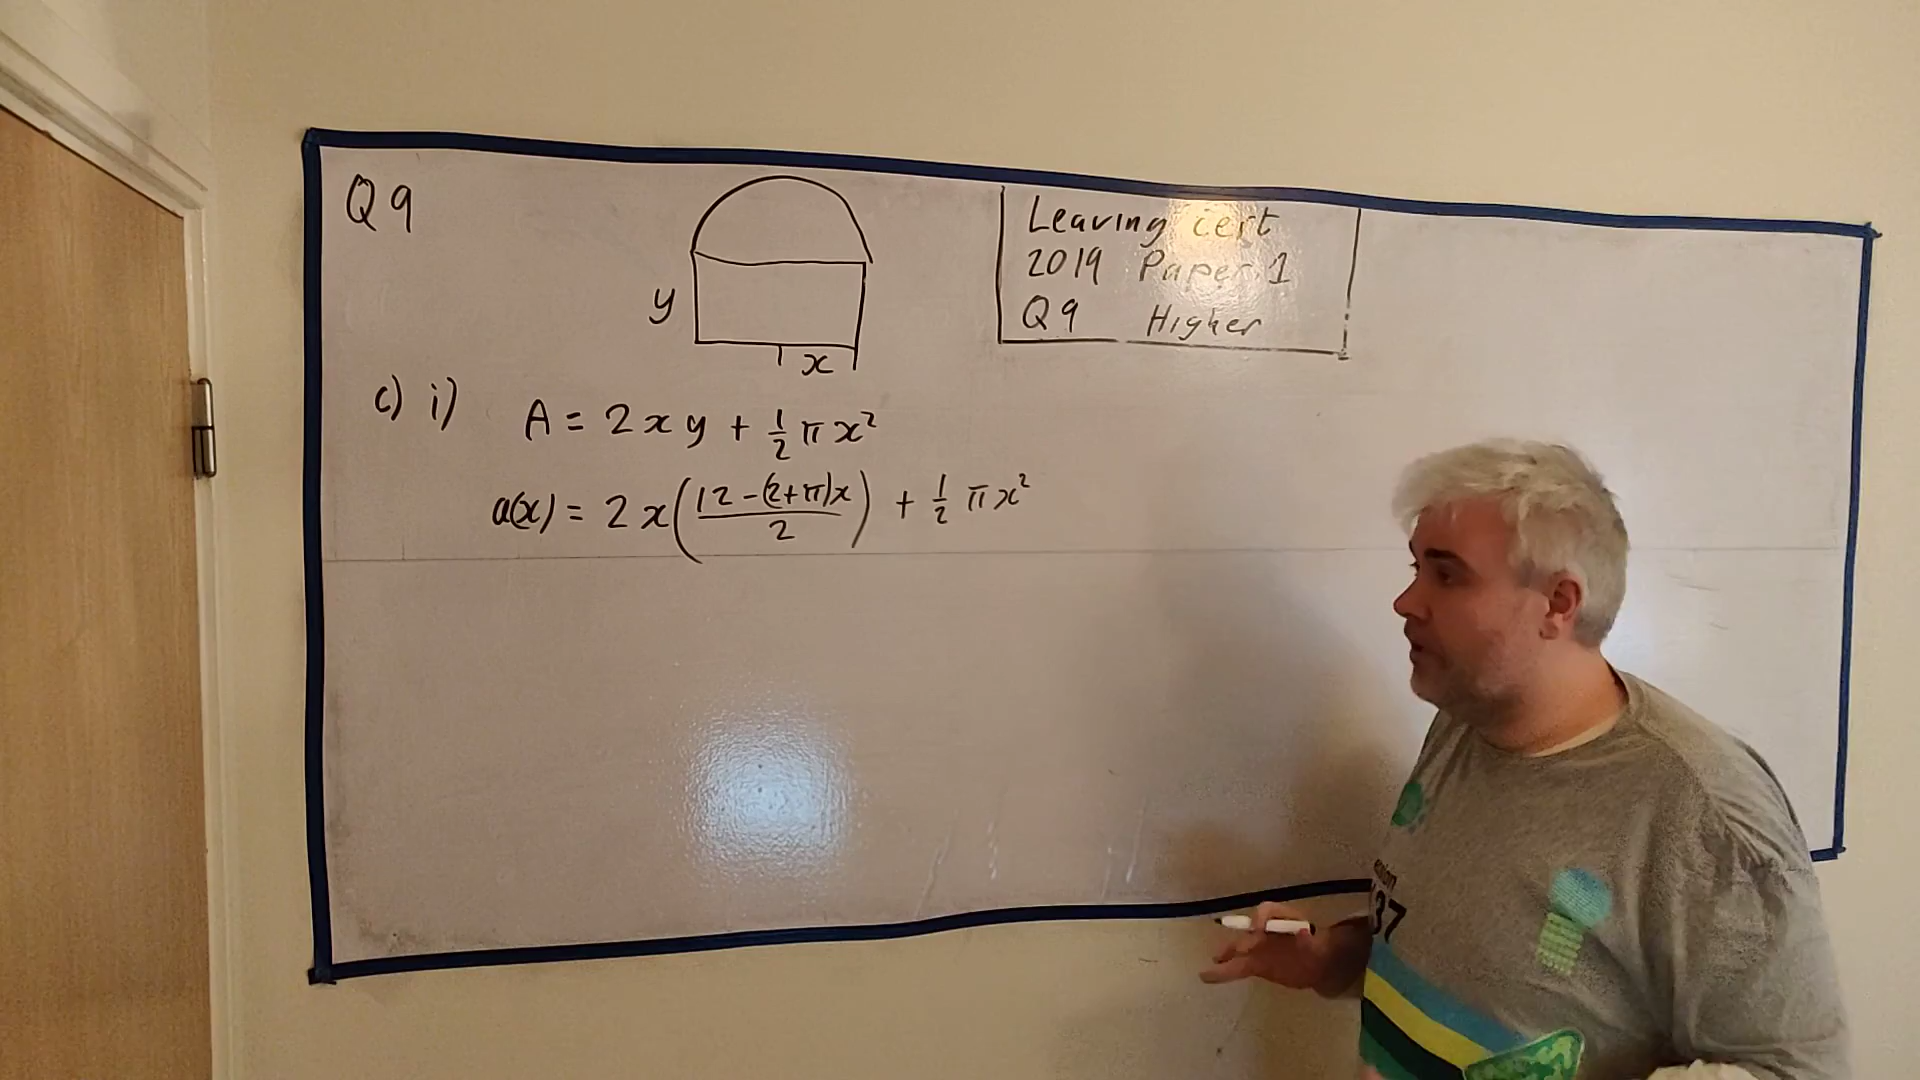 Q9
Leaving cert
2019 Paper 1
Q9 Higher
y
x
c) i) A = 2xy + 1/2 πx²
a(x) = 2x((12-(2+π)x)/2) + 1/2 πx²
37